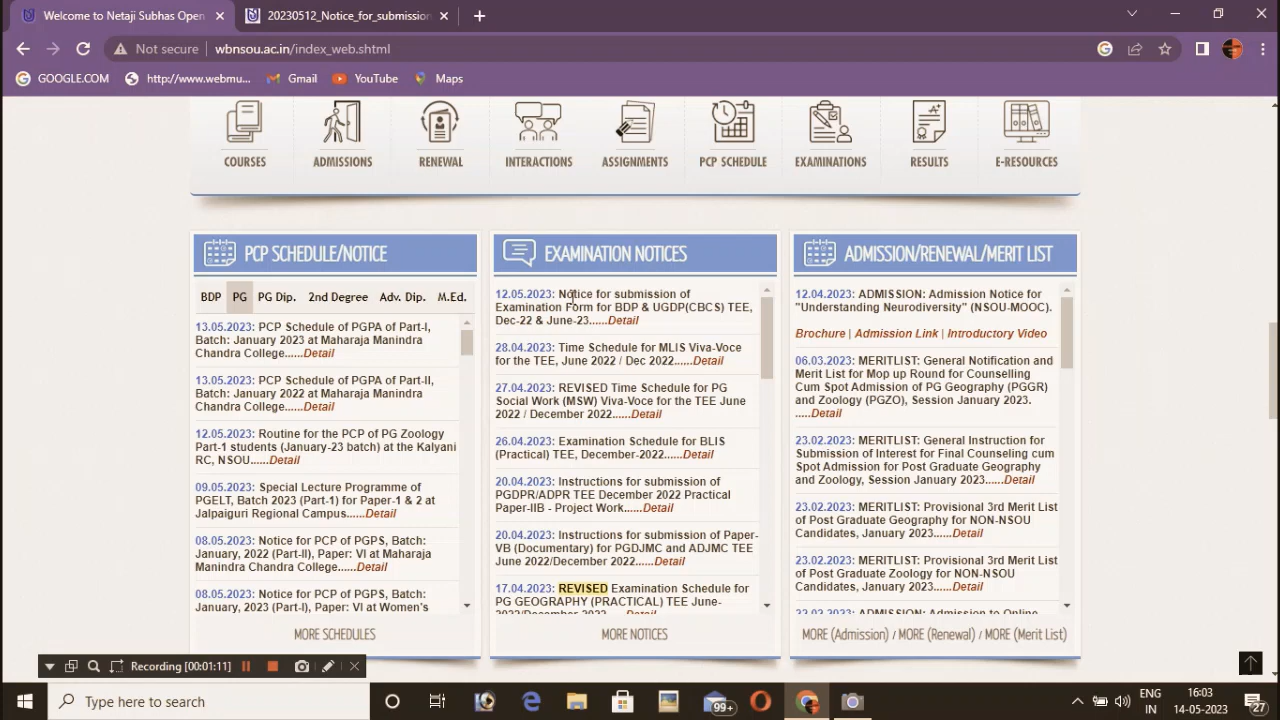 Welcome to Netaji Subhas Open
20230512_Notice_for_submission
Not secure wbnsou.ac.in/index_web.shtml
GOOGLE.COM http://www.webmu... Gmail YouTube Maps
COURSES ADMISSIONS RENEWAL INTERACTIONS ASSIGNMENTS PCP SCHEDULE EXAMINATIONS RESULTS E-RESOURCES
PCP SCHEDULE/NOTICE
BDP PG PG Dip. 2nd Degree Adv. Dip. M.Ed.
13.05.2023: PCP Schedule of PGPA of Part-I,
Batch: January 2023 at Maharaja Manindra
Chandra College......Detail
13.05.2023: PCP Schedule of PGPA of Part-II,
Batch: January 2022 at Maharaja Manindra
Chandra College......Detail
12.05.2023: Routine for the PCP of PG Zoology
Part-1 students (January-23 batch) at the Kalyani
RC, NSOU......Detail
09.05.2023: Special Lecture Programme of
PGELT, Batch 2023 (Part-1) for Paper-1 & 2 at
Jalpaiguri Regional Campus......Detail
08.05.2023: Notice for PCP of PGPS, Batch:
January, 2022 (Part-II), Paper: VI at Maharaja
Manindra Chandra College......Detail
08.05.2023: Notice for PCP of PGPS, Batch:
January, 2023 (Part-I), Paper: VI at Women's
MORE SCHEDULES
EXAMINATION NOTICES
12.05.2023: Notice for submission of
Examination Form for BDP & UGDP(CBCS) TEE,
Dec-22 & June-23......Detail
28.04.2023: Time Schedule for MLIS Viva-Voce
for the TEE, June 2022 / Dec 2022......Detail
27.04.2023: REVISED Time Schedule for PG
Social Work (MSW) Viva-Voce for the TEE June
2022 / December 2022......Detail
26.04.2023: Examination Schedule for BLIS
(Practical) TEE, December-2022......Detail
20.04.2023: Instructions for submission of
PGDPR/ADPR TEE December 2022 Practical
Paper-IIB - Project Work......Detail
20.04.2023: Instructions for submission of Paper-
VB (Documentary) for PGDJMC and ADJMC TEE
June 2022/December 2022......Detail
17.04.2023: REVISED Examination Schedule for
PG GEOGRAPHY (PRACTICAL) TEE June-
2022/December 2022......Detail
MORE NOTICES
ADMISSION/RENEWAL/MERIT LIST
12.04.2023: ADMISSION: Admission Notice for
"Understanding Neurodiversity" (NSOU-MOOC).
Brochure | Admission Link | Introductory Video
06.03.2023: MERITLIST: General Notification and
Merit List for Mop up Round for Counselling
Cum Spot Admission of PG Geography (PGGR)
and Zoology (PGZO), Session January 2023.
.....Detail
23.02.2023: MERITLIST: General Instruction for
Submission of Interest for Final Counseling cum
Spot Admission for Post Graduate Geography
and Zoology, Session January 2023......Detail
23.02.2023: MERITLIST: Provisional 3rd Merit List
of Post Graduate Geography for NON-NSOU
Candidates, January 2023......Detail
23.02.2023: MERITLIST: Provisional 3rd Merit List
of Post Graduate Zoology for NON-NSOU
Candidates, January 2023......Detail
22.02.2023: ADMISSION: Admission to Online
MORE (Admission) / MORE (Renewal) / MORE (Merit List)
Recording [00:01:11]
Type here to search
99+
ENG
IN
16:03
14-05-2023
27